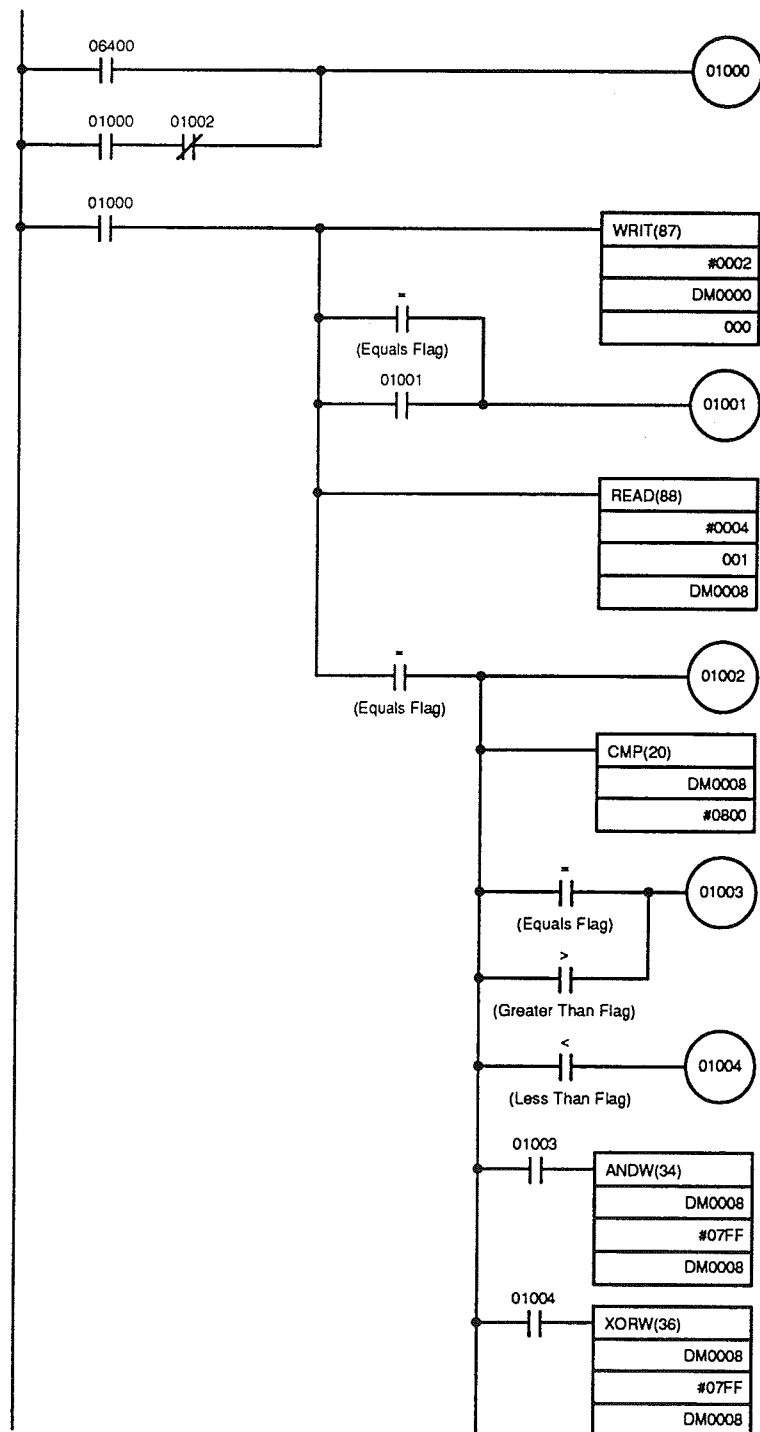 06400
01000
01000 01002
01000
WRIT(87)
#0002
DM0000
000
=
(Equals Flag)
01001
01001
READ(88)
#0004
001
DM0008
=
(Equals Flag)
01002
CMP(20)
DM0008
#0800
=
(Equals Flag)
01003
>
(Greater Than Flag)
<
(Less Than Flag)
01004
01003
ANDW(34)
DM0008
#07FF
DM0008
01004
XORW(36)
DM0008
#07FF
DM0008